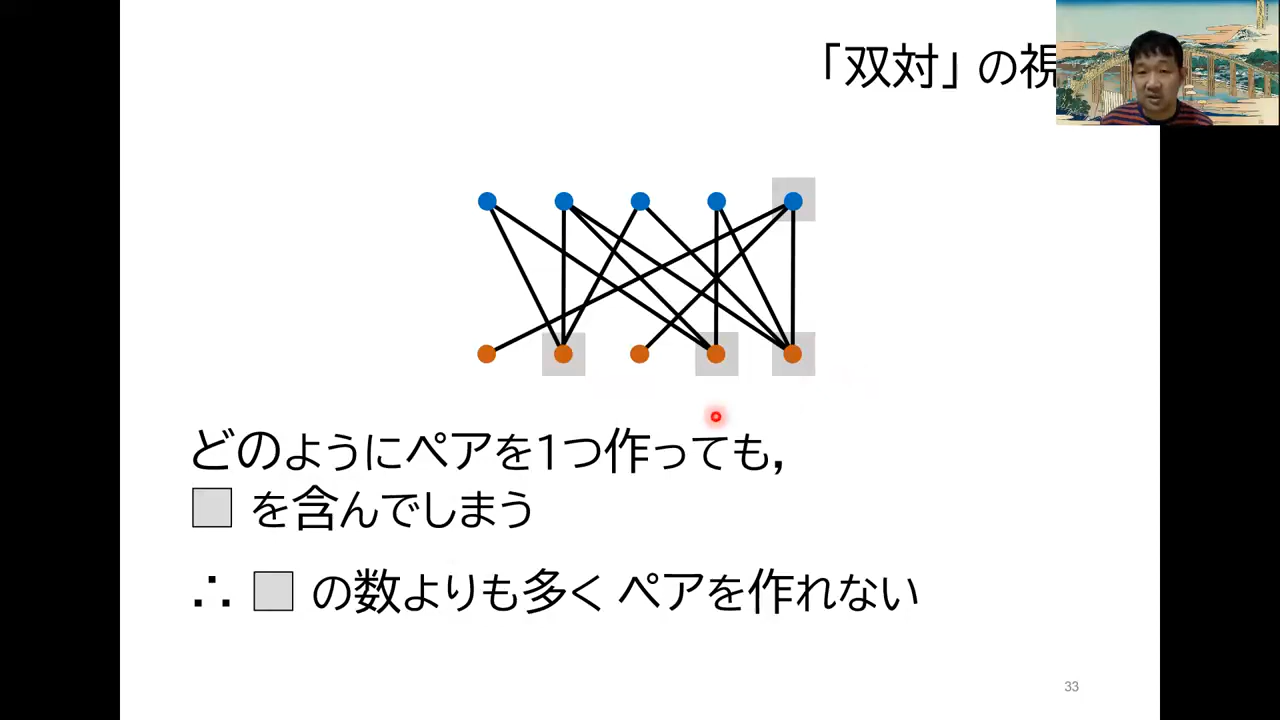 「双対」の視
どのようにペアを1つ作っても,
を含んでしまう
∴ の数よりも多く ペアを作れない
33